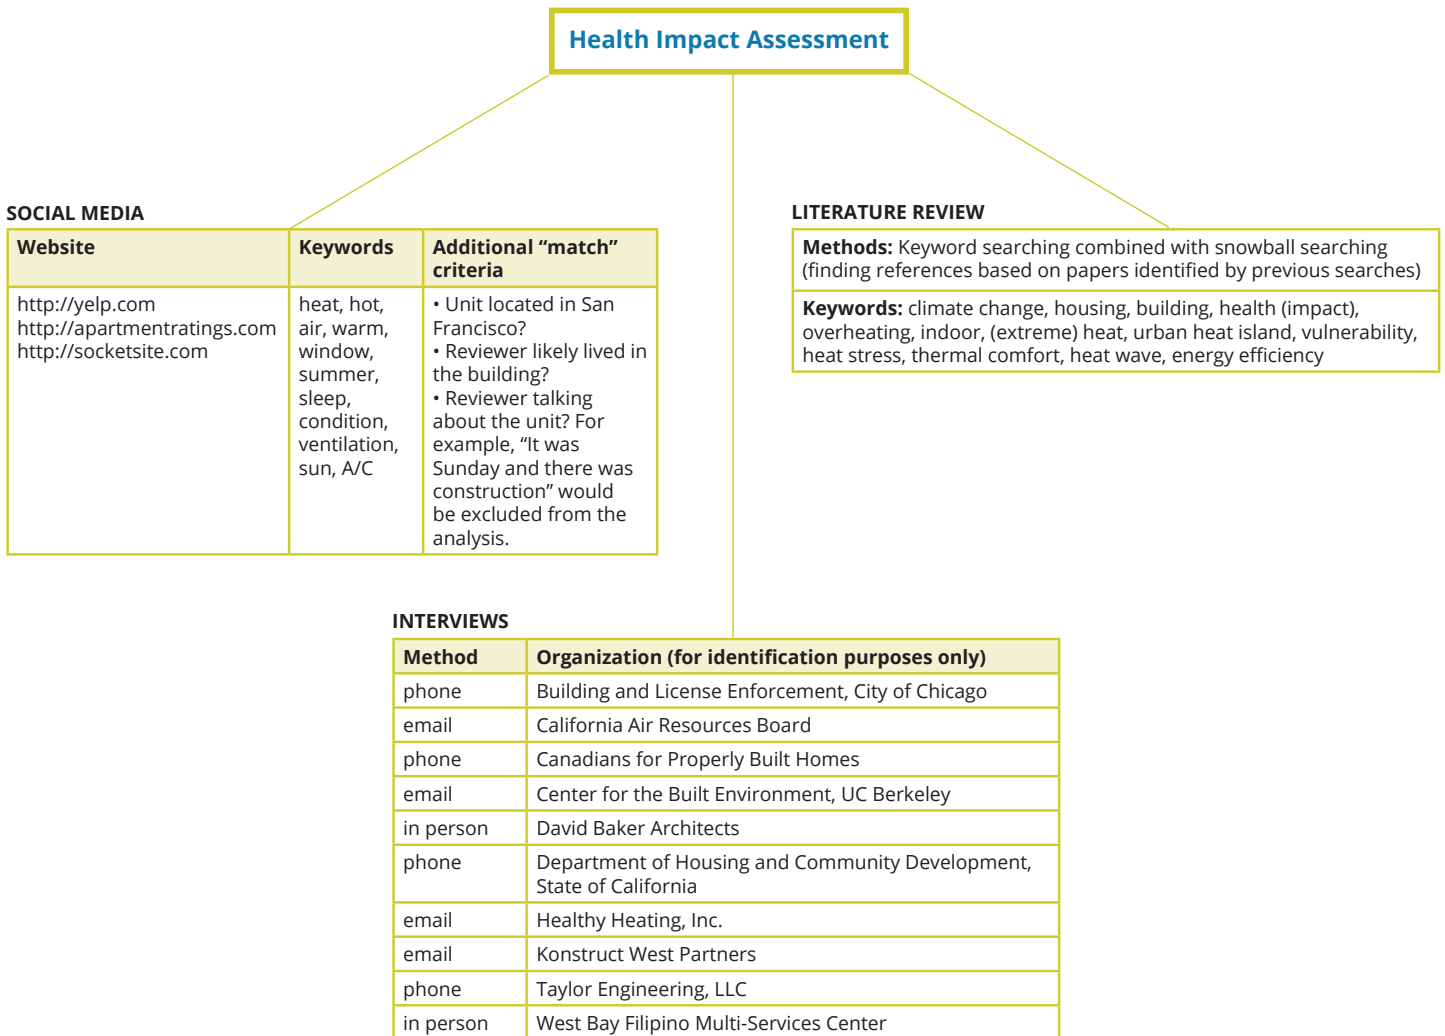 Health Impact Assessment
SOCIAL MEDIA
Website
Keywords
Additional “match”
criteria
http://yelp.com
http://apartmentratings.com
http://socketsite.com
heat, hot,
air, warm,
window,
summer,
sleep,
condition,
ventilation,
sun, A/C
• Unit located in San
Francisco?
• Reviewer likely lived in
the building?
• Reviewer talking
about the unit? For
example, “It was
Sunday and there was
construction” would
be excluded from the
analysis.
LITERATURE REVIEW
Methods: Keyword searching combined with snowball searching
(finding references based on papers identified by previous searches)
Keywords: climate change, housing, building, health (impact),
overheating, indoor, (extreme) heat, urban heat island, vulnerability,
heat stress, thermal comfort, heat wave, energy efficiency
INTERVIEWS
Method Organization (for identification purposes only)
phone Building and License Enforcement, City of Chicago
email California Air Resources Board
phone Canadians for Properly Built Homes
email Center for the Built Environment, UC Berkeley
in person David Baker Architects
phone Department of Housing and Community Development,
State of California
email Healthy Heating, Inc.
email Konstruct West Partners
phone Taylor Engineering, LLC
in person West Bay Filipino Multi-Services Center